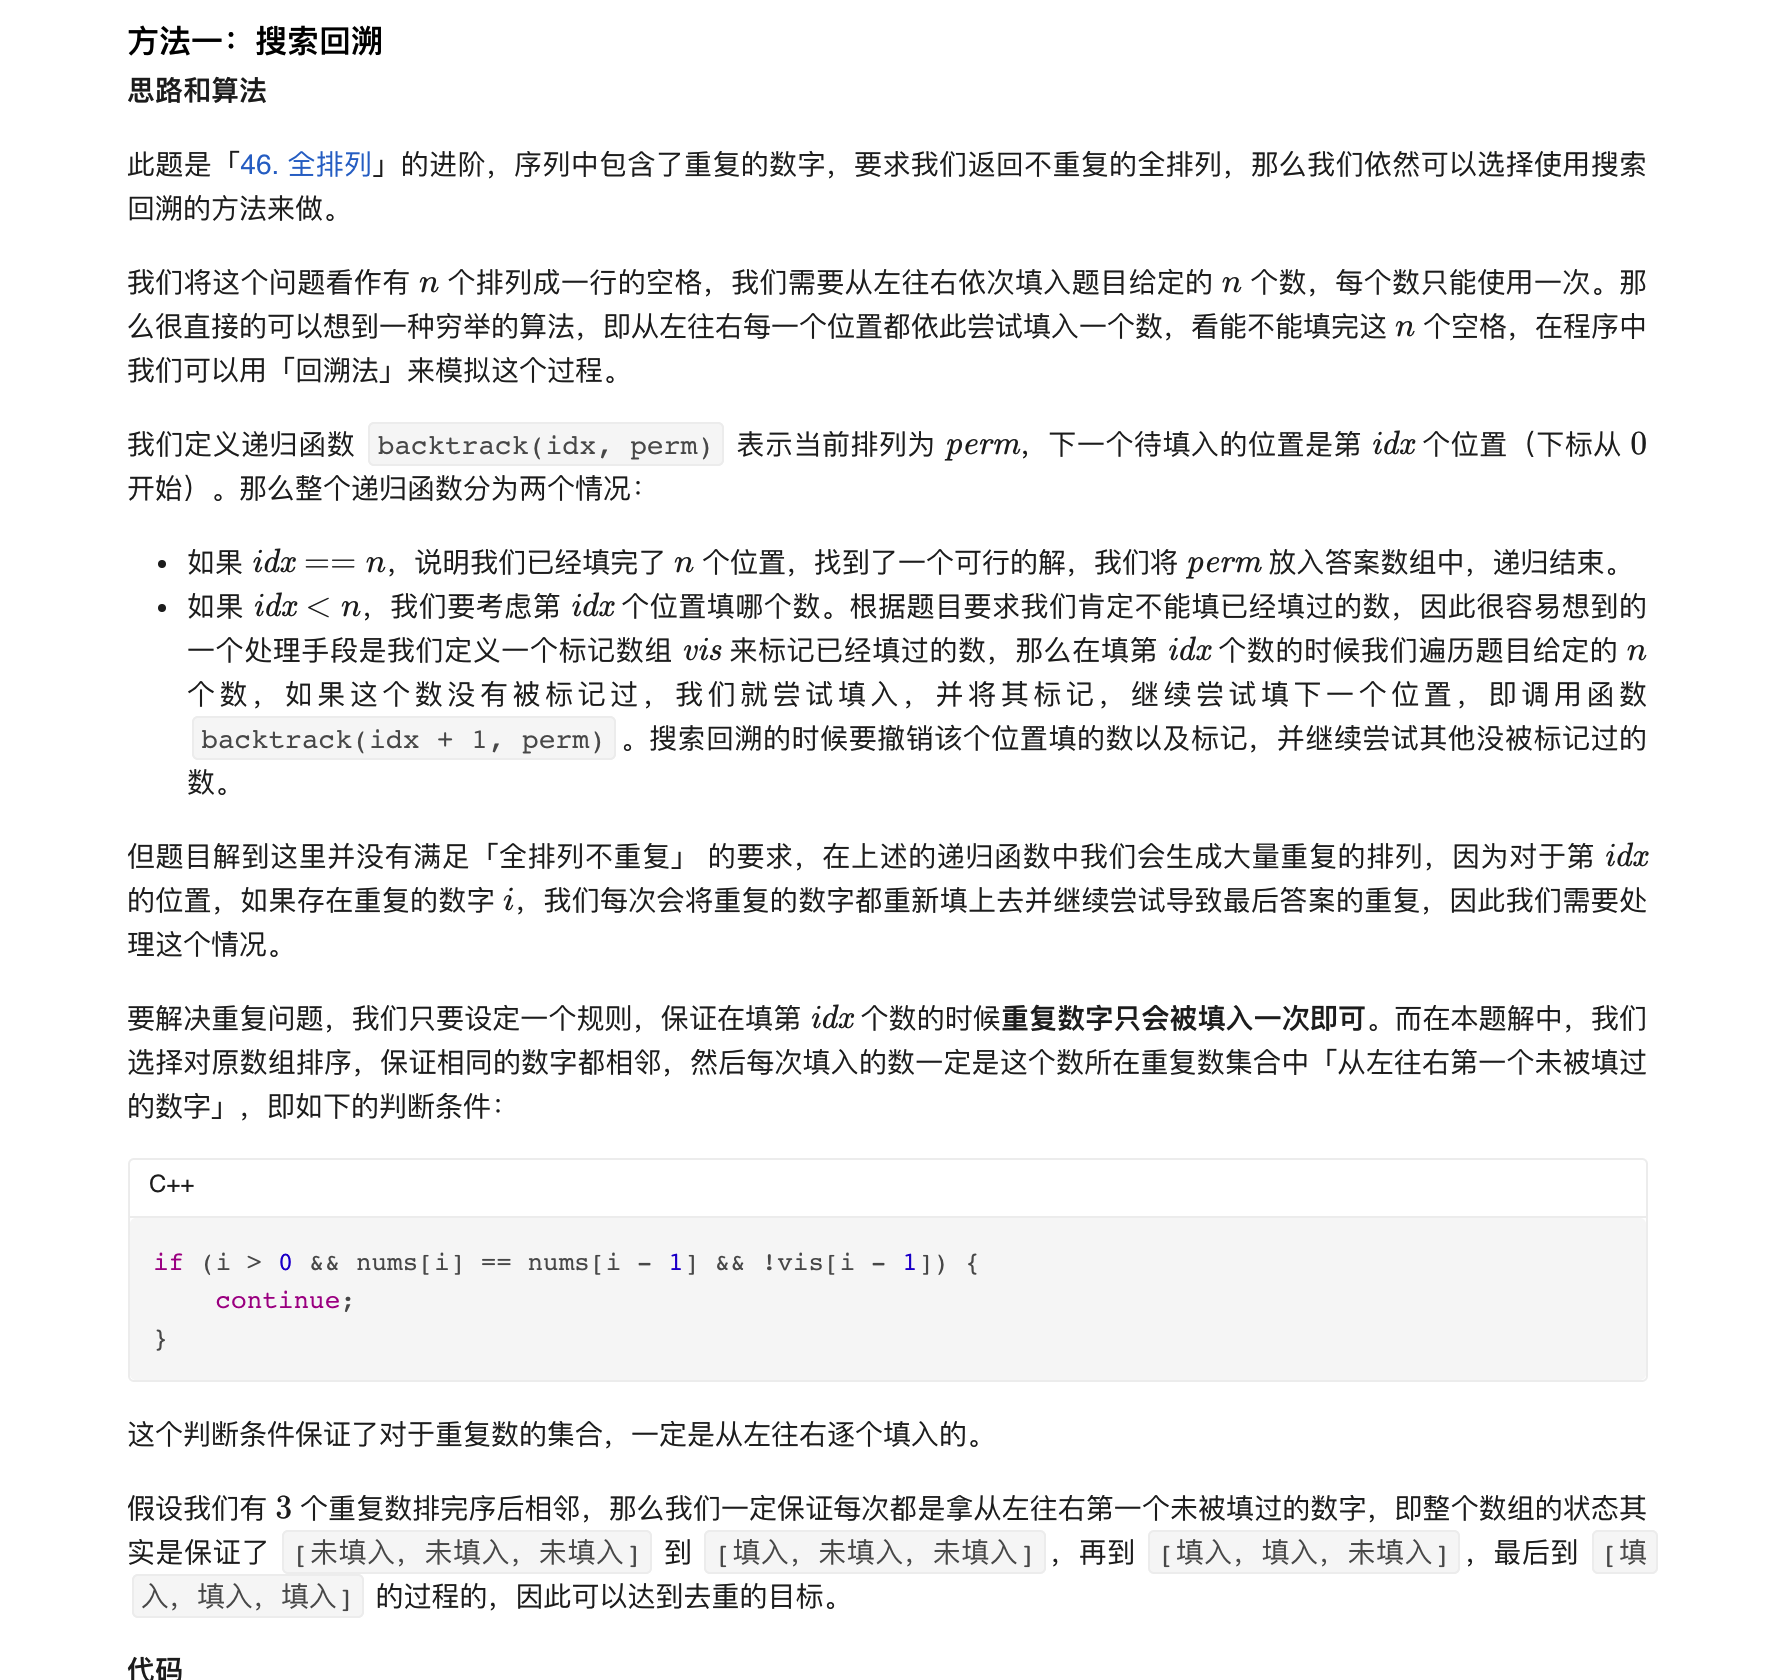 方法一：搜索回溯
思路和算法
此题是「46. 全排列」的进阶，序列中包含了重复的数字，要求我们返回不重复的全排列，那么我们依然可以选择使用搜索
回溯的方法来做。
我们将这个问题看作有 n 个排列成一行的空格，我们需要从左往右依次填入题目给定的 n 个数，每个数只能使用一次。那
么很直接的可以想到一种穷举的算法，即从左往右每一个位置都依此尝试填入一个数，看能不能填完这 n 个空格，在程序中
我们可以用「回溯法」来模拟这个过程。
我们定义递归函数 backtrack(idx, perm) 表示当前排列为 perm，下一个待填入的位置是第 idx 个位置（下标从 0
开始）。那么整个递归函数分为两个情况：
• 如果 idx == n，说明我们已经填完了 n 个位置，找到了一个可行的解，我们将 perm 放入答案数组中，递归结束。
• 如果 idx < n，我们要考虑第 idx 个位置填哪个数。根据题目要求我们肯定不能填已经填过的数，因此很容易想到的
一个处理手段是我们定义一个标记数组 vis 来标记已经填过的数，那么在填第 idx 个数的时候我们遍历题目给定的 n
个数，如果这个数没有被标记过，我们就尝试填入，并将其标记，继续尝试填下一个位置，即调用函数
backtrack(idx + 1, perm) 。搜索回溯的时候要撤销该个位置填的数以及标记，并继续尝试其他没被标记过的
数。
但题目解到这里并没有满足「全排列不重复」 的要求，在上述的递归函数中我们会生成大量重复的排列，因为对于第 idx
的位置，如果存在重复的数字 i，我们每次会将重复的数字都重新填上去并继续尝试导致最后答案的重复，因此我们需要处
理这个情况。
要解决重复问题，我们只要设定一个规则，保证在填第 idx 个数的时候重复数字只会被填入一次即可。而在本题解中，我们
选择对原数组排序，保证相同的数字都相邻，然后每次填入的数一定是这个数所在重复数集合中「从左往右第一个未被填过
的数字」，即如下的判断条件：
C++
if (i > 0 && nums[i] == nums[i - 1] && !vis[i - 1]) {
    continue;
}
这个判断条件保证了对于重复数的集合，一定是从左往右逐个填入的。
假设我们有 3 个重复数排完序后相邻，那么我们一定保证每次都是拿从左往右第一个未被填过的数字，即整个数组的状态其
实是保证了 [未填入，未填入，未填入] 到 [填入，未填入，未填入]，再到 [填入，填入，未填入]，最后到 [填
入，填入，填入] 的过程的，因此可以达到去重的目标。
代码